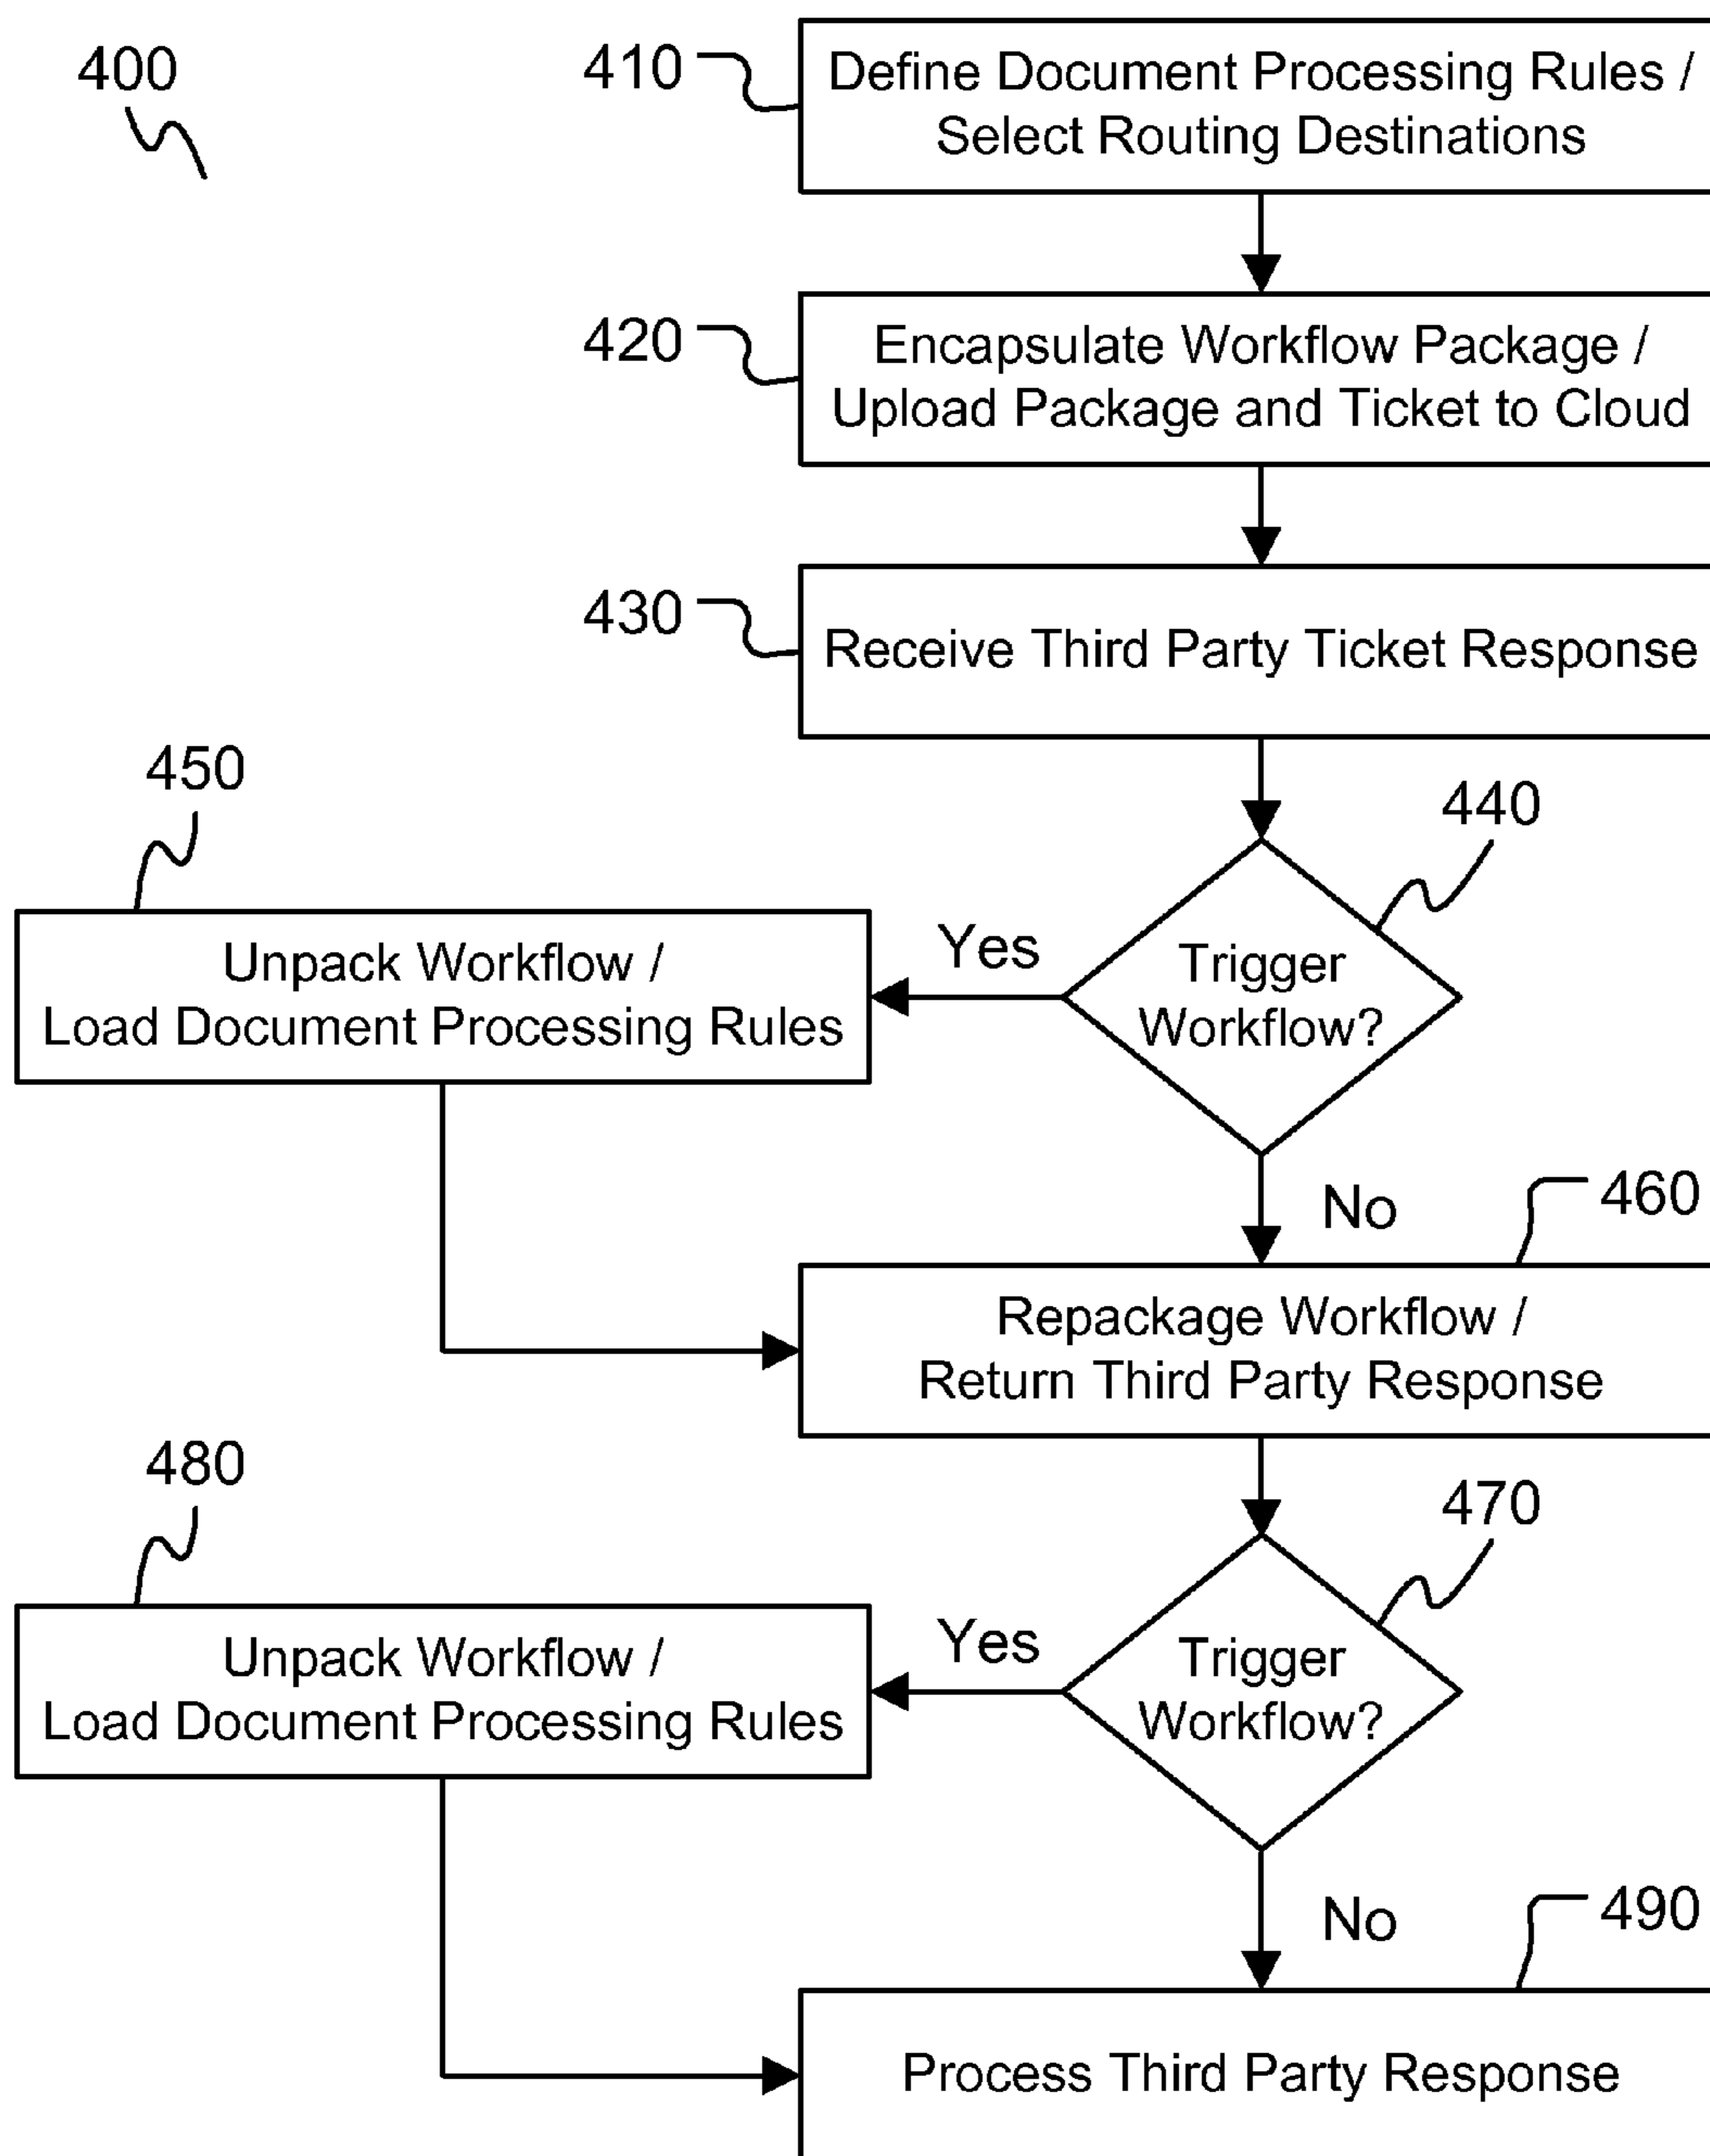 400
410
Define Document Processing Rules /
Select Routing Destinations
420
Encapsulate Workflow Package /
Upload Package and Ticket to Cloud
430
Receive Third Party Ticket Response
440
Trigger
Workflow?
Yes
450
Unpack Workflow /
Load Document Processing Rules
No
460
Repackage Workflow /
Return Third Party Response
470
Trigger
Workflow?
Yes
480
Unpack Workflow /
Load Document Processing Rules
No
490
Process Third Party Response